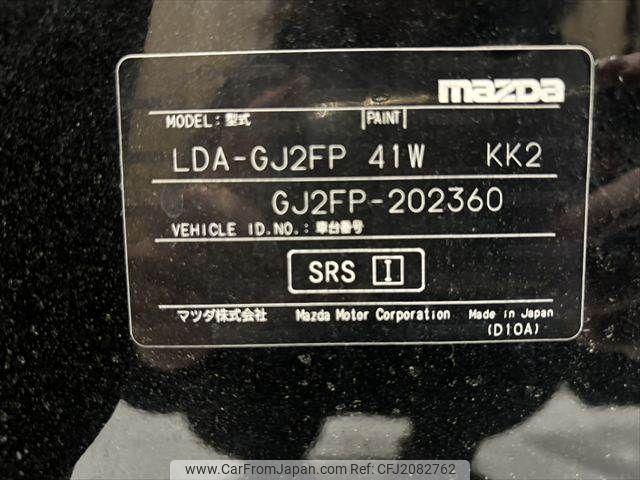 mazda
MODEL:型式 PAINT
LDA-GJ2FP 41W KK2
GJ2FP-202360
VEHICLE ID.NO.:車台番号
SRS I
マツダ株式会社 Mazda Motor Corporation Made in Japan
(D10A)
www.CarFromJapan.com | Ref: CFJ2082762